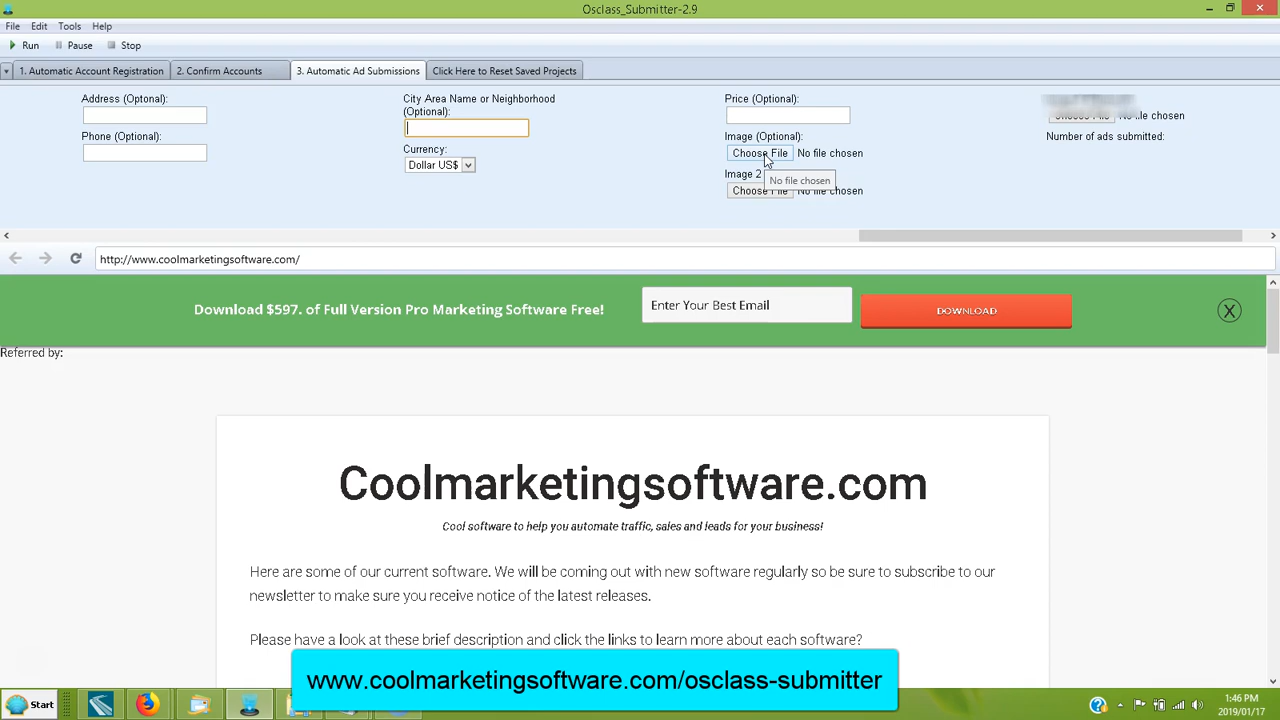 Osclass_Submitter-2.9
File Edit Tools Help
Run Pause Stop
1. Automatic Account Registration 2. Confirm Accounts 3. Automatic Ad Submissions Click Here to Reset Saved Projects
Address (Optonal):
Phone (Optional):
City Area Name or Neighborhood
(Optional):
Currency:
Dollar US$
Price (Optional):
Image (Optional):
Choose File No file chosen
Image 2
No file chosen
Choose File No file chosen
Choose File No file chosen
Number of ads submitted:
http://www.coolmarketingsoftware.com/
Download $597. of Full Version Pro Marketing Software Free!
Enter Your Best Email
DOWNLOAD
X
Referred by:
Coolmarketingsoftware.com
Cool software to help you automate traffic, sales and leads for your business!
Here are some of our current software. We will be coming out with new software regularly so be sure to subscribe to our
newsletter to make sure you receive notice of the latest releases.
Please have a look at these brief description and click the links to learn more about each software?
www.coolmarketingsoftware.com/osclass-submitter
Start
1:46 PM
2019/01/17